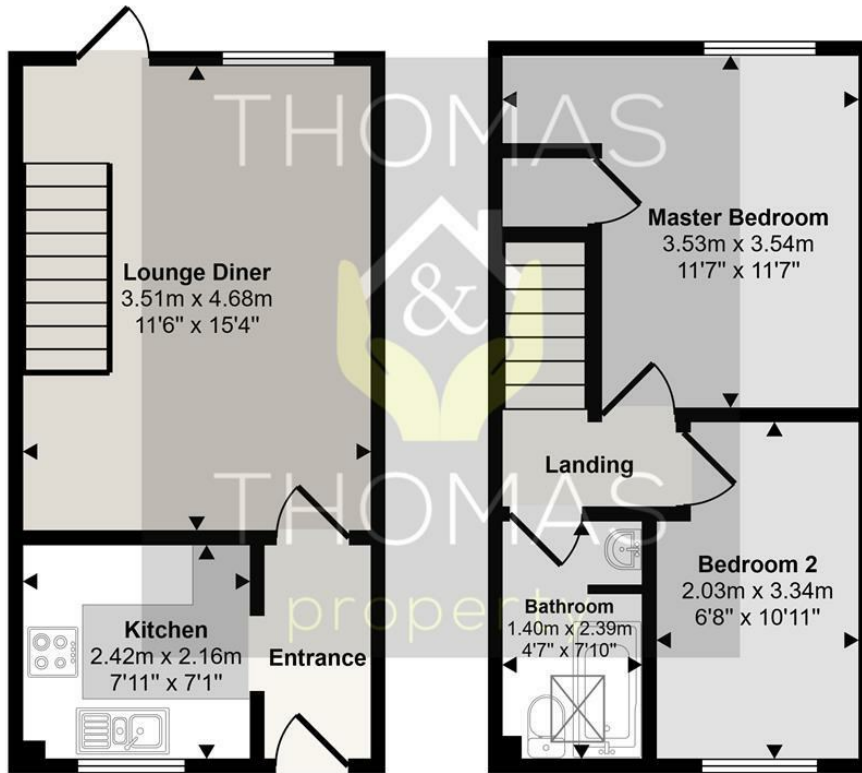 THOMAS
&
THOMAS
property
Lounge Diner
3.51m x 4.68m
11'6" x 15'4"
Kitchen
2.42m x 2.16m
7'11" x 7'1"
Entrance
Master Bedroom
3.53m x 3.54m
11'7" x 11'7"
Landing
Bathroom
1.40m x 2.39m
4'7" x 7'10"
Bedroom 2
2.03m x 3.34m
6'8" x 10'11"